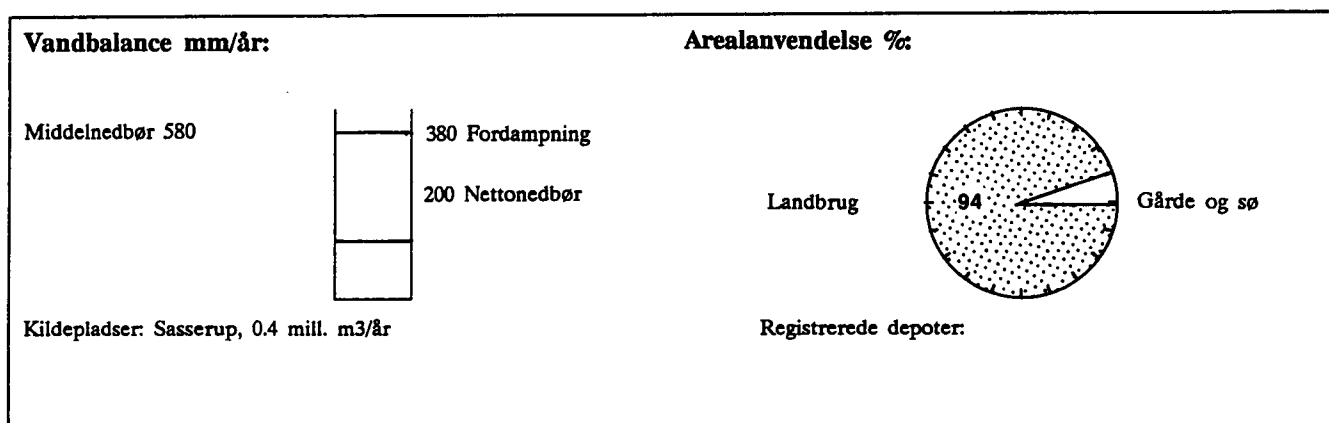 Vandbalance mm/år:
Middelnedbør 580
380 Fordampning
200 Nettonedbør
Kildepladser: Sasserup, 0.4 mill. m3/år
Arealanvendelse %:
Landbrug
94
Gårde og sø
Registrerede depoter: